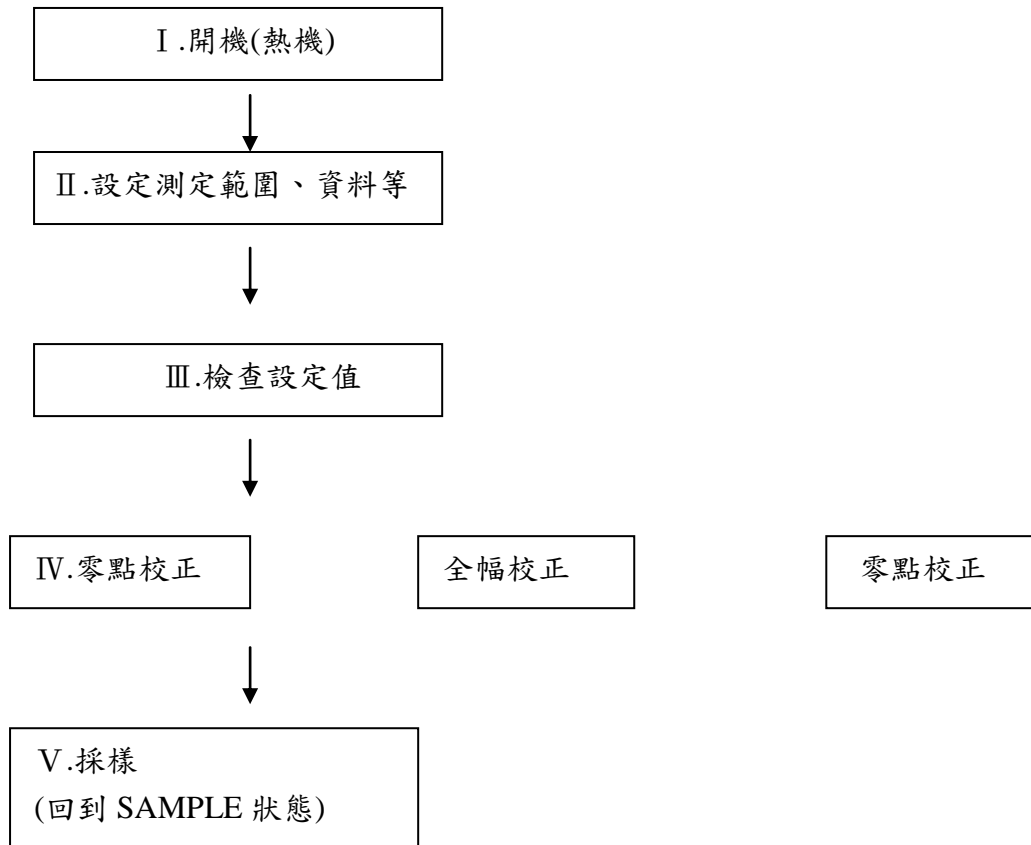 Ⅰ.開機(熱機)
Ⅱ.設定測定範圍、資料等
Ⅲ.檢查設定值
Ⅳ.零點校正
全幅校正
零點校正
Ⅴ.採樣
(回到 SAMPLE 狀態)